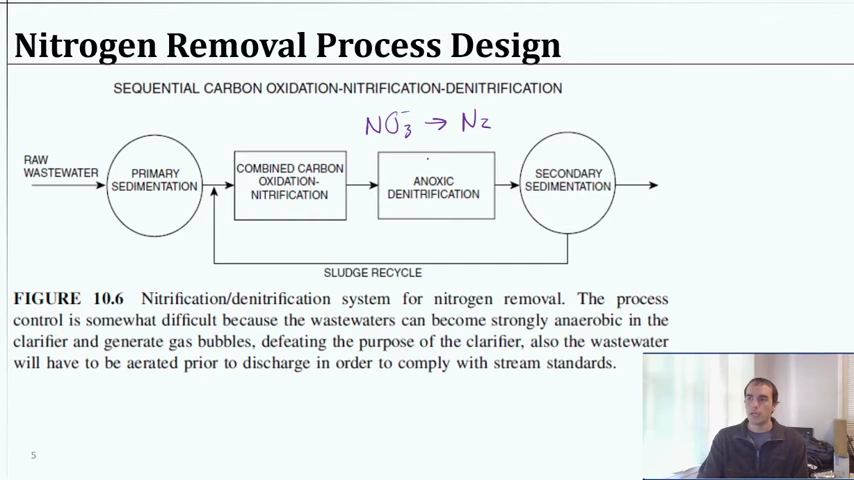 Nitrogen Removal Process Design
SEQUENTIAL CARBON OXIDATION-NITRIFICATION-DENITRIFICATION
NO₃⁻ → N₂
RAW
WASTEWATER
PRIMARY
SEDIMENTATION
COMBINED CARBON
OXIDATION-
NITRIFICATION
ANOXIC
DENITRIFICATION
SECONDARY
SEDIMENTATION
SLUDGE RECYCLE
FIGURE 10.6 Nitrification/denitrification system for nitrogen removal. The process
control is somewhat difficult because the wastewaters can become strongly anaerobic in the
clarifier and generate gas bubbles, defeating the purpose of the clarifier, also the wastewater
will have to be aerated prior to discharge in order to comply with stream standards.
5